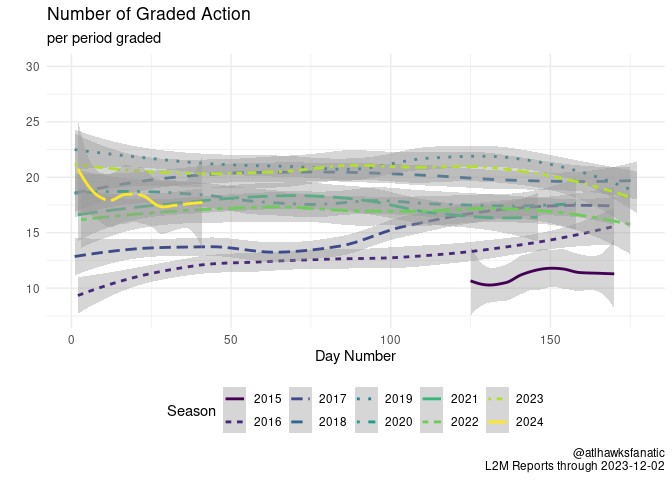 Number of Graded Action
per period graded
30
25
20
15
10
0 50 100 150
Day Number
Season
2015 2017 2019 2021 2023
2016 2018 2020 2022 2024
@atlhawksfanatic
L2M Reports through 2023-12-02